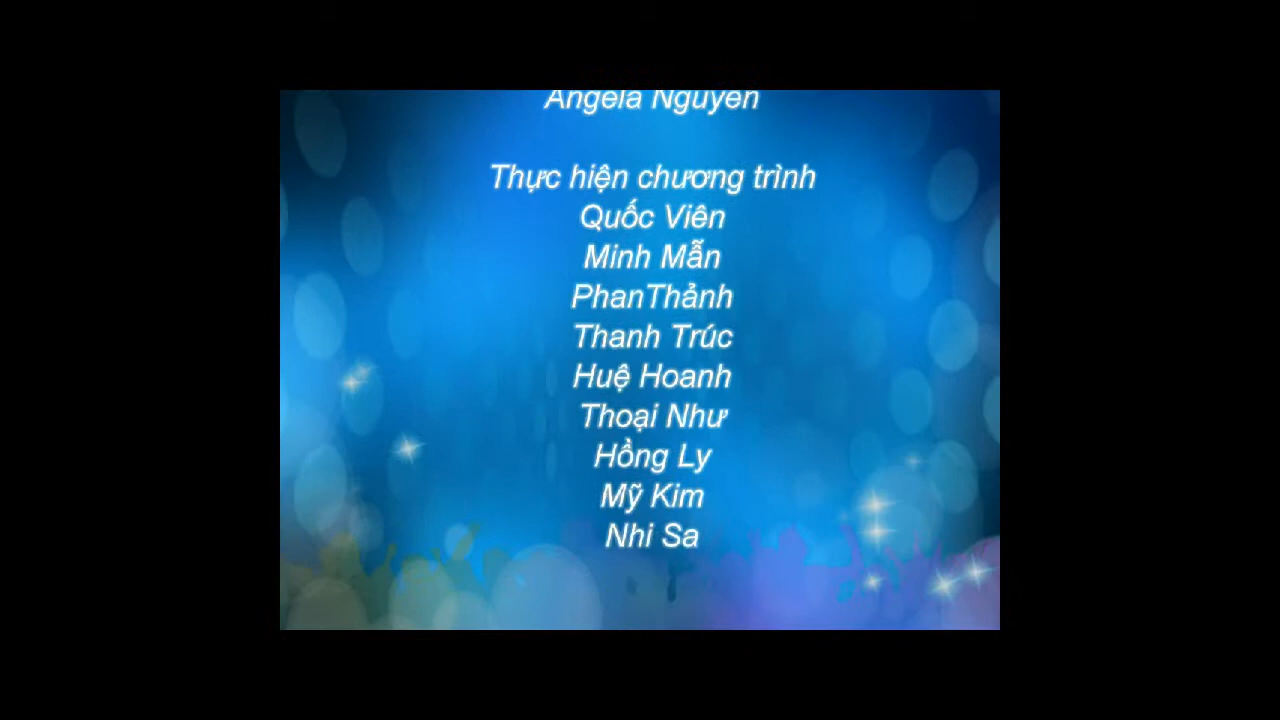 Angela Nguyen
Thực hiện chương trình
Quốc Viên
Minh Mẫn
PhanThảnh
Thanh Trúc
Huệ Hoanh
Thoại Như
Hồng Ly
Mỹ Kim
Nhi Sa